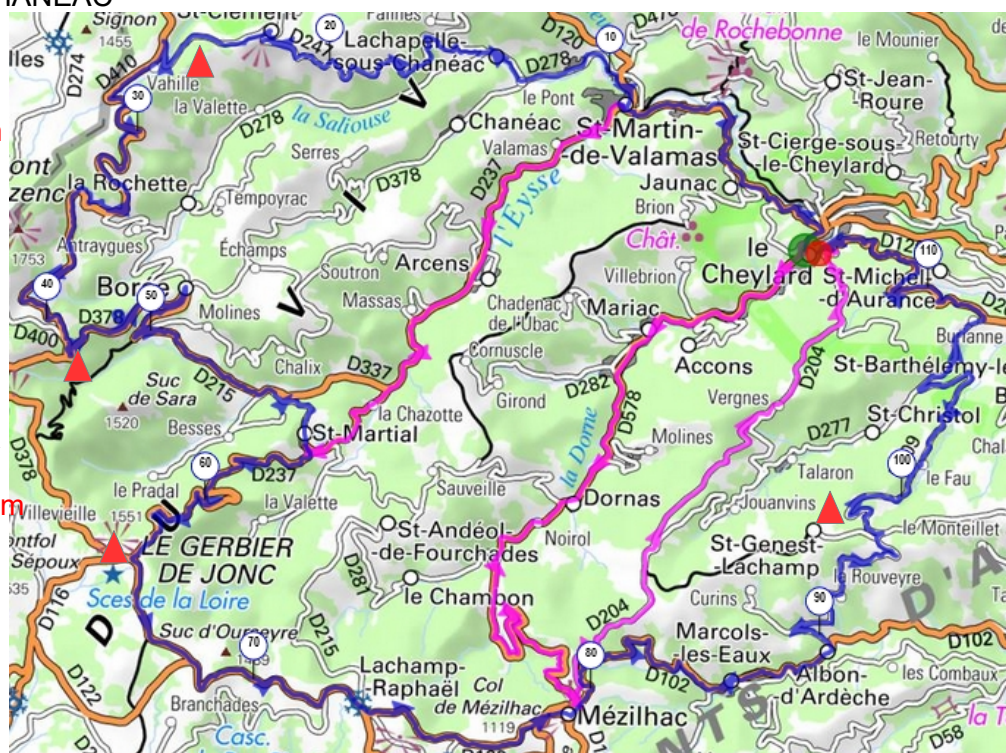 Signon
1455
St-Clément
20
Lachapelle-
-sous-Chanéac
D247
D120
10
de Rochebonne
le Mounier
D274
D410
Vahille
la Valette
30
D278
la Saliouse
D278
le Pont
V
Chanéac
Valamas
St-Martin-
-de-Valamas
St-Jean-
Roure
Retourty
St-Cierge-sous-
-le-Cheylard
Serres
D378
D237
l'Eysse
Jaunac
la Rochette
Tempoyrac
I
Brion
Chât.
1753
Antraygues
Échamps
Soutron
Arcens
Villebrion
le
Cheylard
St-Michel-
-d'Aurance
110
40
Borée
50
Molines
V
Massas
Chadenac
de l'Ubac
Mariac
D378
D400
D337
Chalix
Cornuscle
Girond
D282
Accons
D204
Burianne
St-Barthélemy-le
Suc
de Sara
1520
D215
Besses
la Chazotte
St-Martial
D578
la Dorne
Vergnes
Molines
D277
St-Christol
D378
60
D237
le Pradal
Sauveille
Talaron
100
le Fau
Villevieille
1551
U
la Valette
Dornas
Jouanvins
Sépoux
LE GERBIER
DE JONC
St-Andéol-
-de-Fourchades
Noirol
St-Genest-
-Lachamp
le Monteillet
Sces de la Loire
D281
le Chambon
Curins
la Rouveyre
90
D'A
D116
D
Suc d'Ourseyre
70
D215
D204
80
Marcols-
-les-Eaux
D102
D122
Branchades
Lachamp-
-Raphaël
Col
de Mézilhac
1119
Mézilhac
D102
Albon-
-d'Ardèche
les Combaux
Casc.
NTS
D58
la T